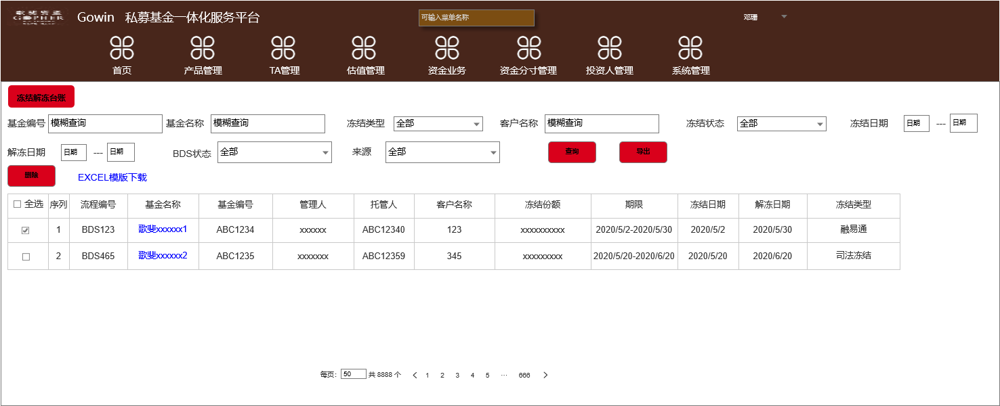 歌斐资产
GOPHER
Gowin 私募基金一体化服务平台
可输入菜单名称
邓珊
首页 产品管理 TA管理 估值管理 资金业务 资金分寸管理 投资人管理 系统管理
冻结解冻台账
基金编号 模糊查询 基金名称 模糊查询 冻结类型 全部 客户名称 模糊查询 冻结状态 全部 冻结日期 日期 --- 日期
解冻日期 日期 --- 日期 BDS状态 全部 来源 全部 查询 导出
删除 EXCEL模版下载
全选 序列 流程编号 基金名称 基金编号 管理人 托管人 客户名称 冻结份额 期限 冻结日期 解冻日期 冻结类型
1 BDS123 歌斐xxxxxx1 ABC1234 xxxxxx ABC12340 123 xxxxxxxxxx 2020/5/2-2020/5/30 2020/5/2 2020/5/30 融易通
2 BDS465 歌斐xxxxxx2 ABC1235 xxxxxxx ABC12359 345 xxxxxxxxx 2020/5/20-2020/6/20 2020/5/20 2020/6/20 司法冻结
每页: 50 共 8888 个 1 2 3 4 5 ··· 666